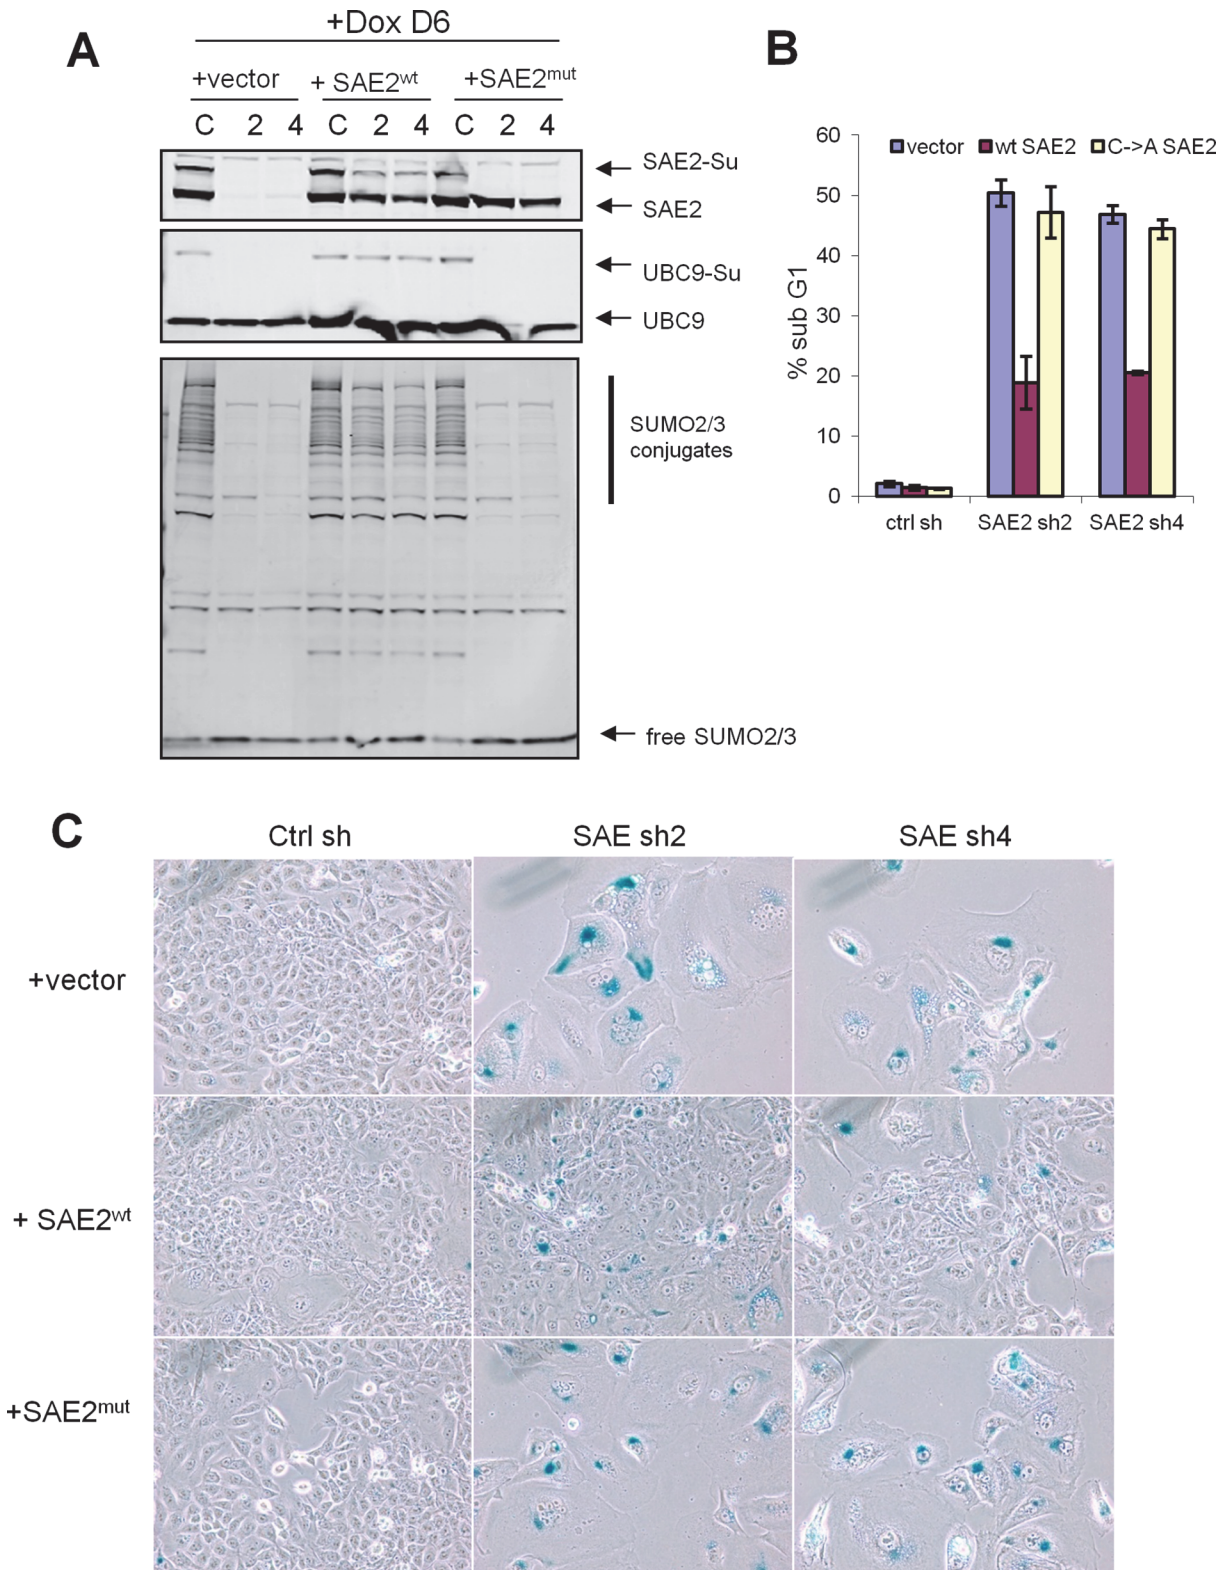 A
+Dox D6
+vector + SAE2wt +SAE2mut
C 2 4 C 2 4 C 2 4
SAE2-Su
SAE2
UBC9-Su
UBC9
SUMO2/3
conjugates
free SUMO2/3
B
60
50
40
30
20
10
0
% sub G1
vector wt SAE2 C->A SAE2
ctrl sh SAE2 sh2 SAE2 sh4
C
Ctrl sh SAE sh2 SAE sh4
+vector
+ SAE2wt
+SAE2mut